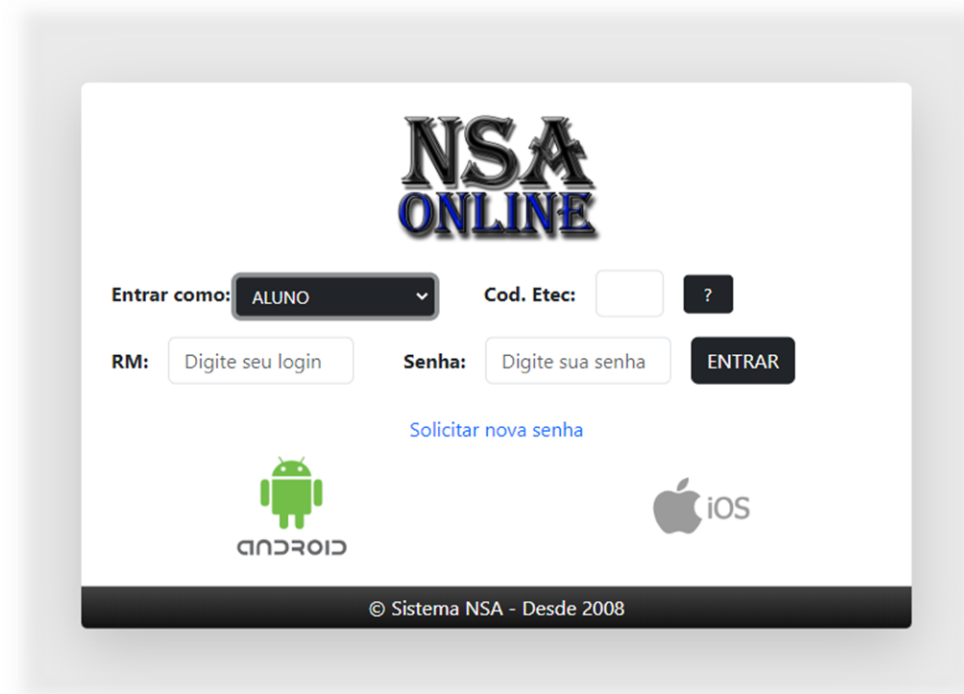 NSA
ONLINE
Entrar como: ALUNO Cod. Etec: ?
RM: Digite seu login Senha: Digite sua senha ENTRAR
Solicitar nova senha
ANDROID iOS
© Sistema NSA - Desde 2008